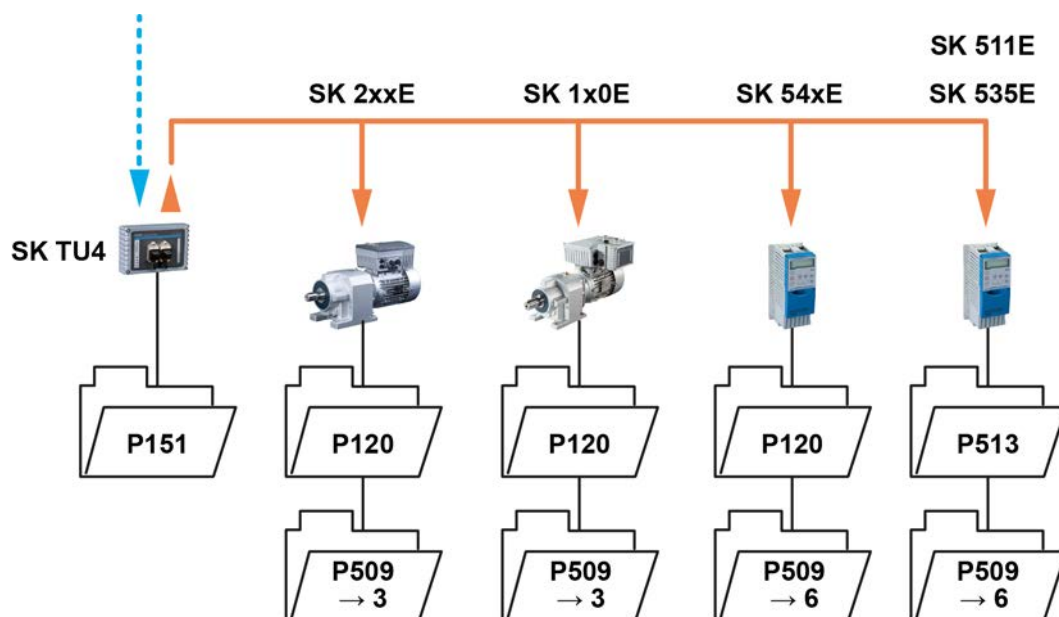 SK 511E
SK 2xxE
SK 1x0E
SK 54xE
SK 535E
SK TU4
P151
P120
P120
P120
P513
P509
→ 3
P509
→ 3
P509
→ 6
P509
→ 6